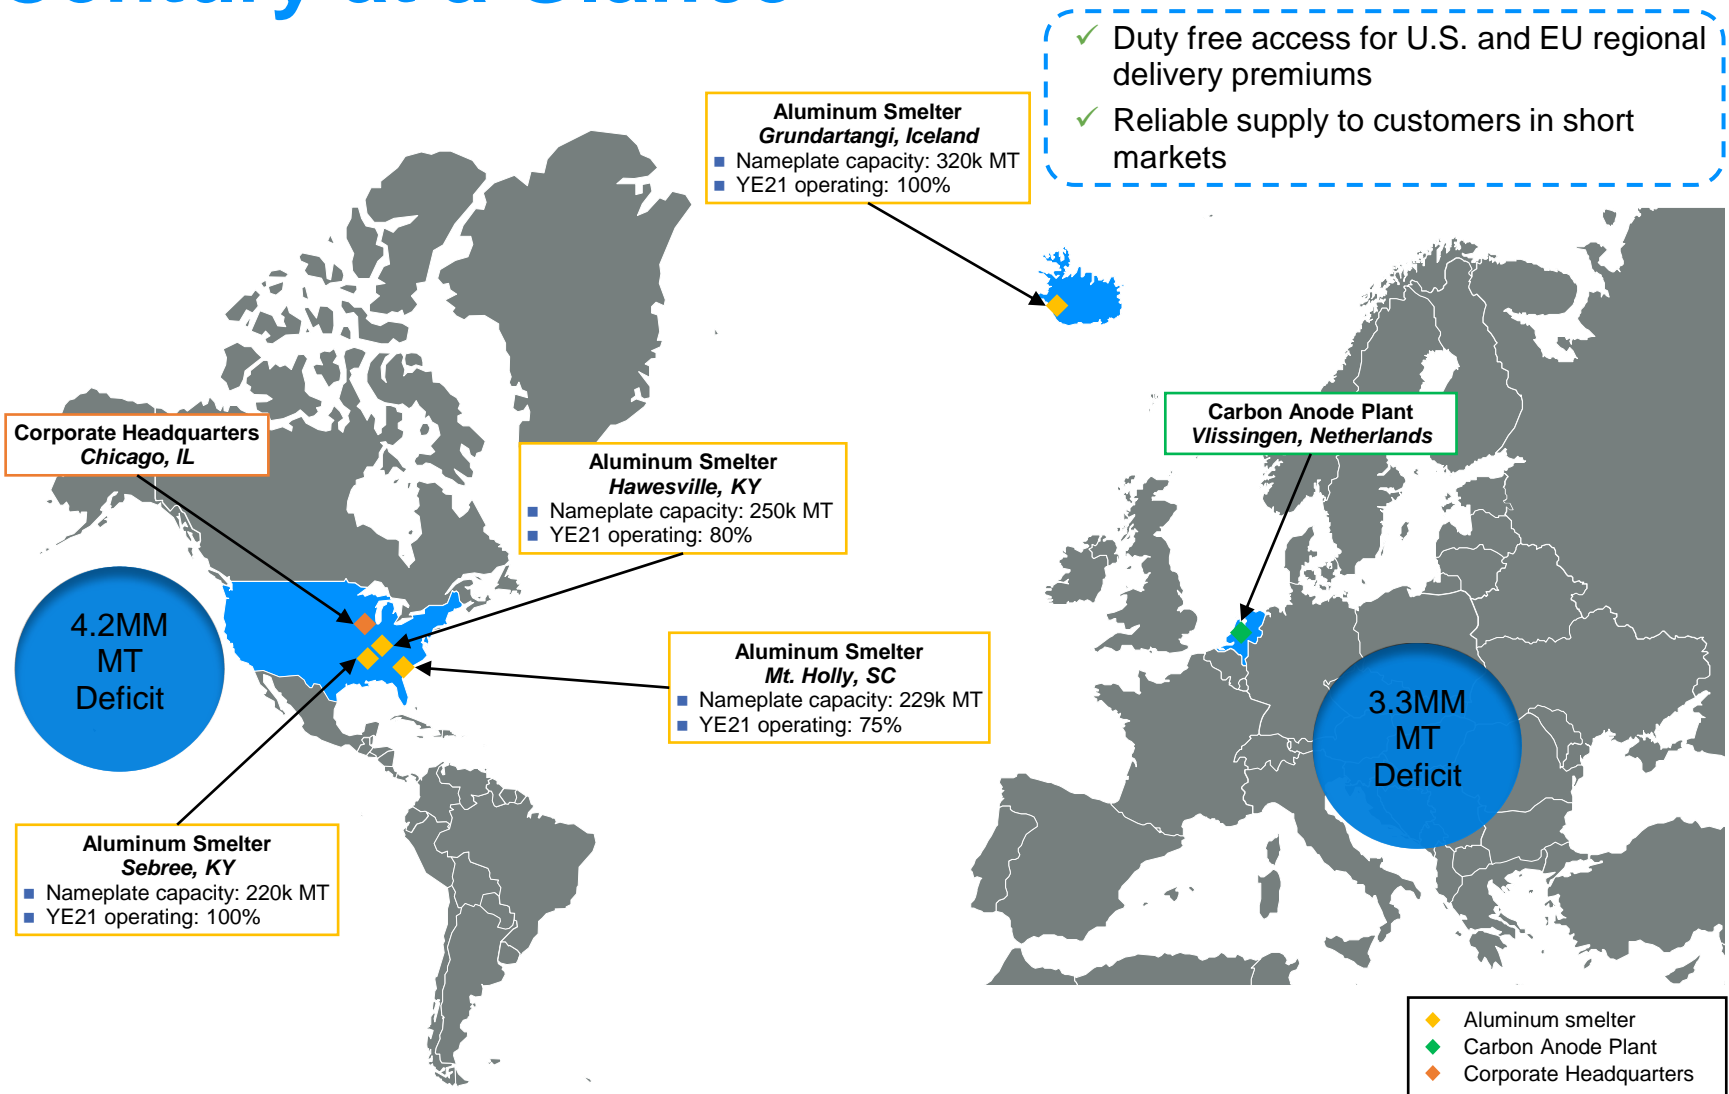 Century at a Glance
Duty free access for U.S. and EU regional
delivery premiums
Reliable supply to customers in short
markets
Aluminum Smelter
Grundartangi, Iceland
Nameplate capacity: 320k MT
YE21 operating: 100%
Corporate Headquarters
Chicago, IL
Aluminum Smelter
Hawesville, KY
Nameplate capacity: 250k MT
YE21 operating: 80%
Carbon Anode Plant
Vlissingen, Netherlands
4.2MM
MT
Deficit
Aluminum Smelter
Mt. Holly, SC
Nameplate capacity: 229k MT
YE21 operating: 75%
3.3MM
MT
Deficit
Aluminum Smelter
Sebree, KY
Nameplate capacity: 220k MT
YE21 operating: 100%
Aluminum smelter
Carbon Anode Plant
Corporate Headquarters